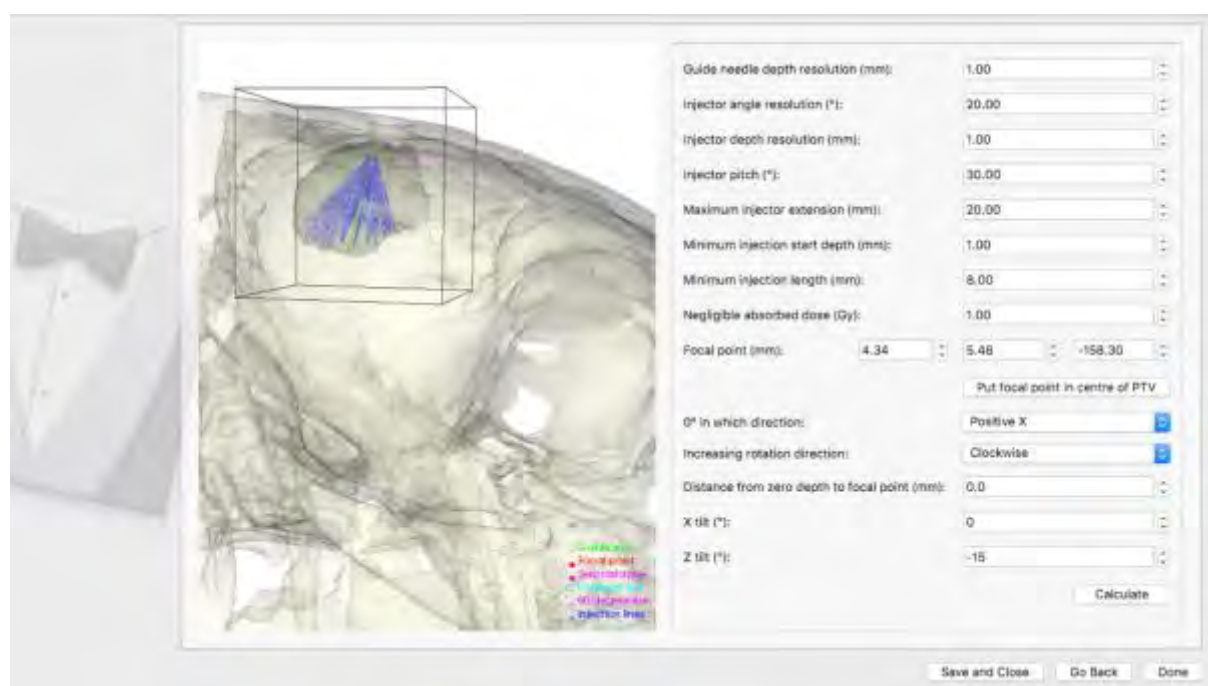 Guide needle depth resolution (mm): 1.00
Injector angle resolution (°): 20.00
Injector depth resolution (mm): 1.00
Injector pitch (°): 30.00
Maximum injector extension (mm): 20.00
Minimum injection start depth (mm): 1.00
Minimum injection length (mm): 8.00
Negligible absorbed dose (Gy): 1.00
Focal point (mm): 4.34 5.48 -158.30
Put focal point in centre of PTV
0° in which direction: Positive X
Increasing rotation direction: Clockwise
Distance from zero depth to focal point (mm): 0.0
X tilt (°): 0
Z tilt (°): -15
Focal point
Injection lines
Calculate
Save and Close Go Back Done